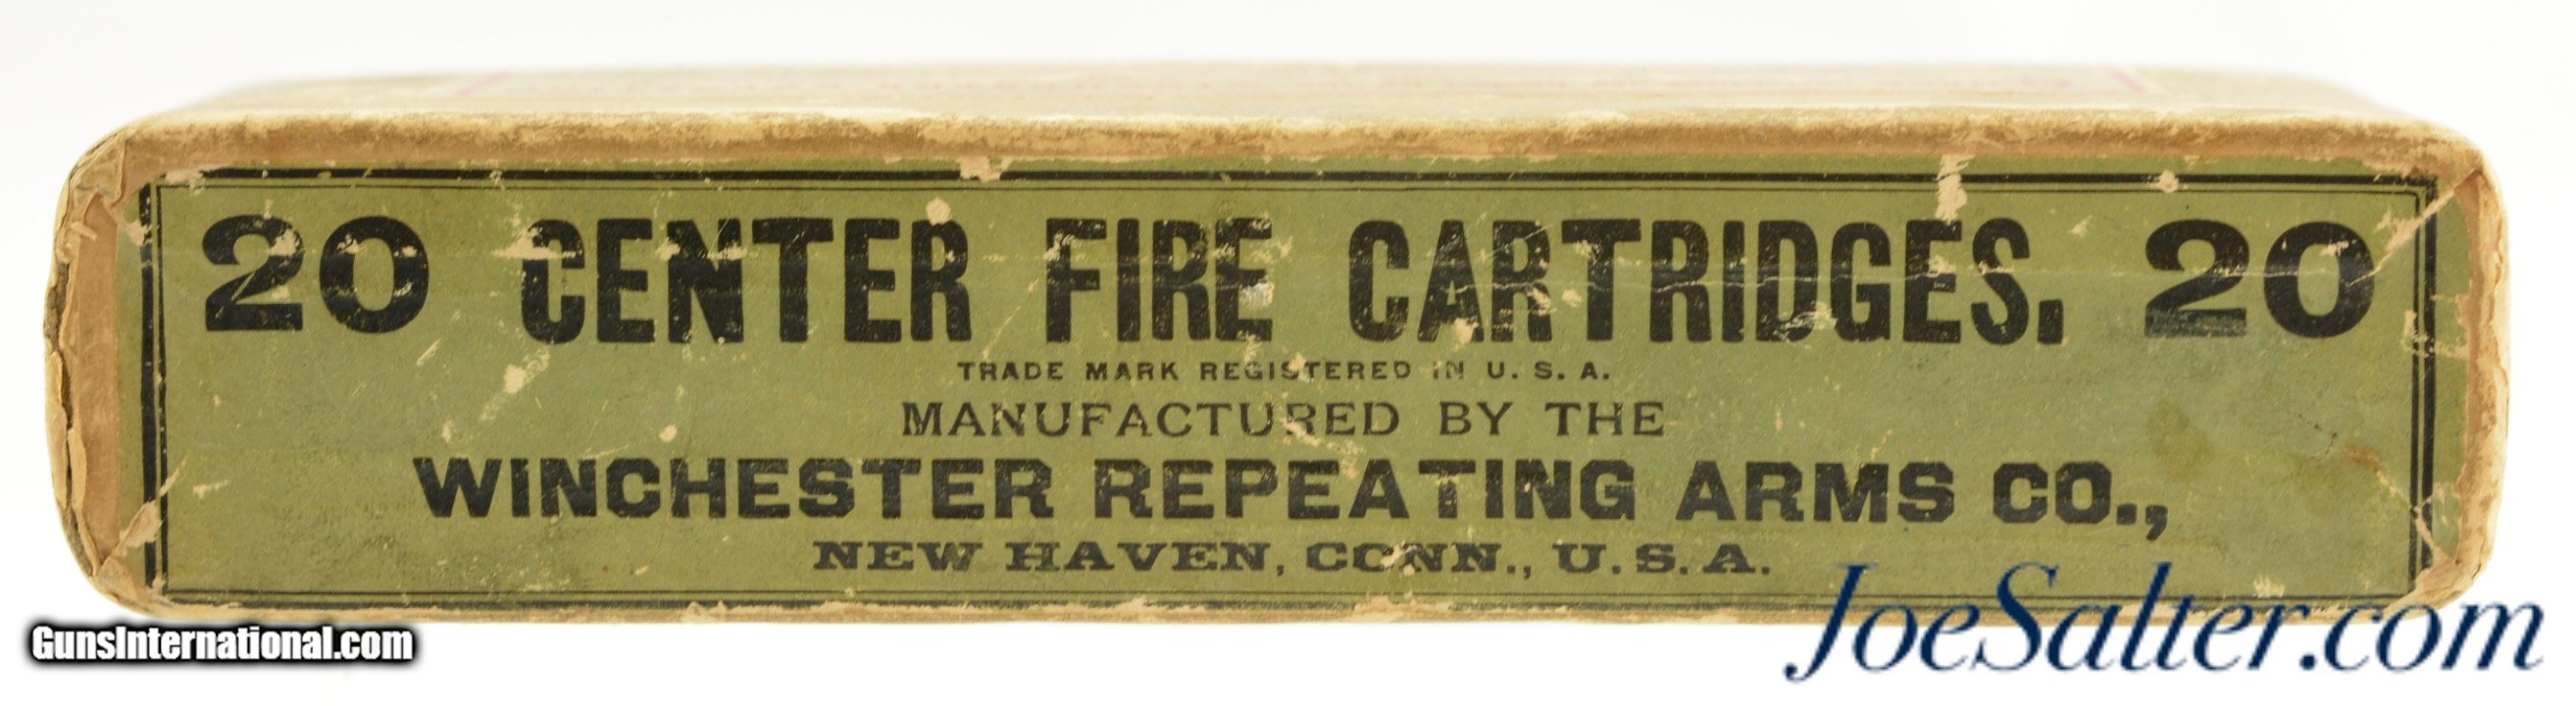 20 CENTER FIRE CARTRIDGES. 20
TRADE MARK REGISTERED IN U. S. A.
MANUFACTURED BY THE
WINCHESTER REPEATING ARMS CO.,
NEW HAVEN, CONN., U. S. A.
GunsInternational.com
JoeSalter.com